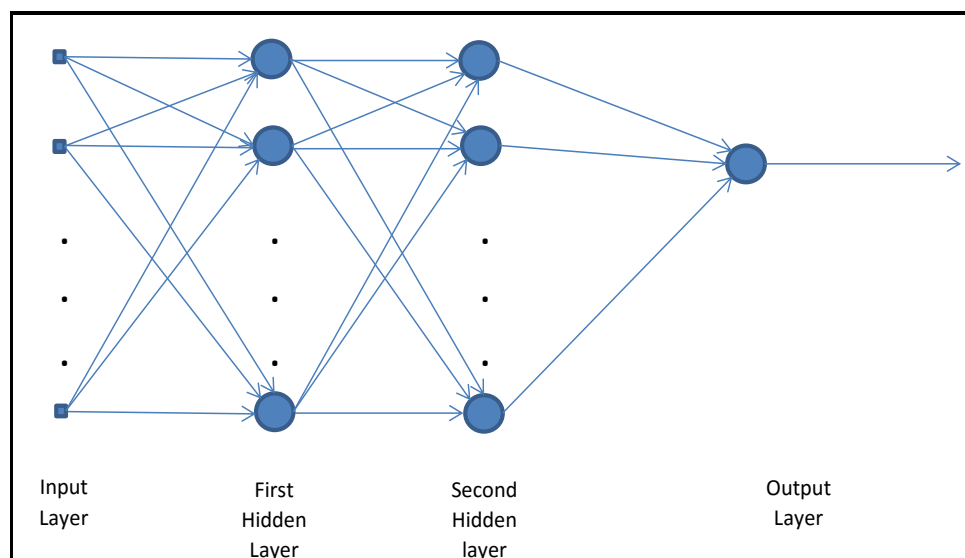 Input
Layer
First
Hidden
Layer
Second
Hidden
layer
Output
Layer